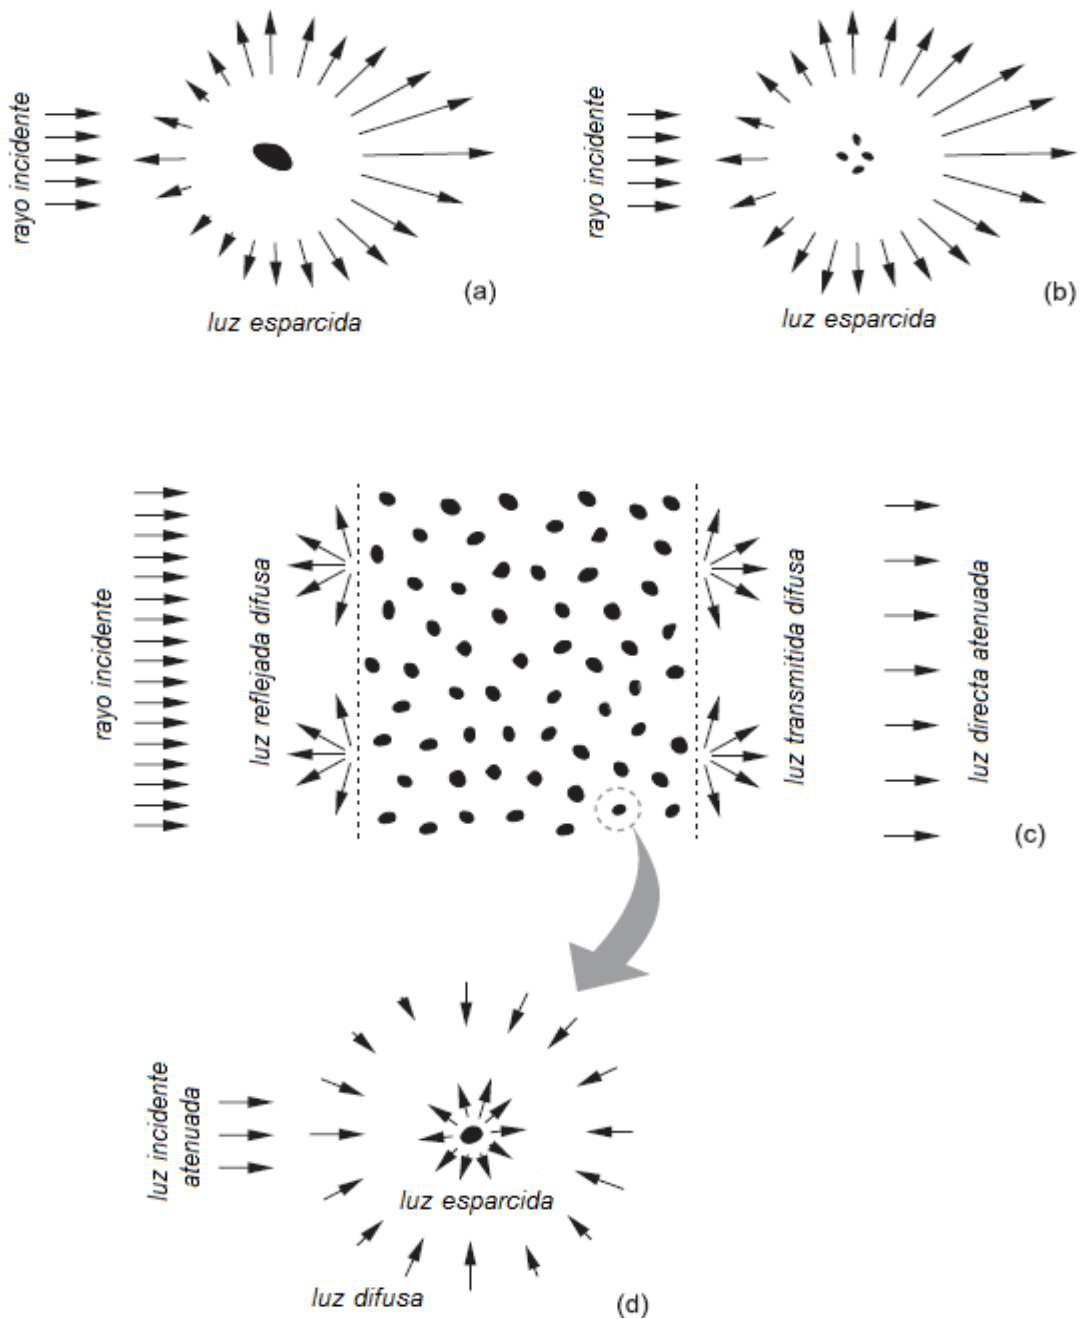 rayo incidente
luz esparcida
(a)
rayo incidente
luz esparcida
(b)
rayo incidente
luz reflejada difusa
luz transmitida difusa
luz directa atenuada
(c)
luz incidente
atenuada
luz esparcida
luz difusa
(d)